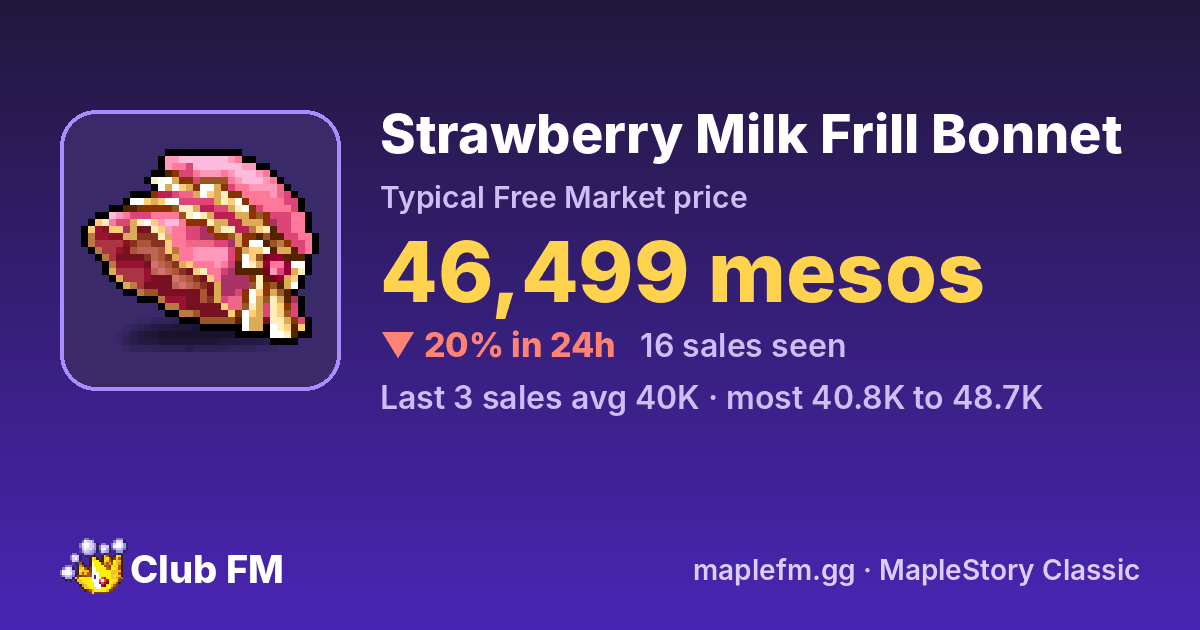 Strawberry Milk Frill Bonnet
Typical Free Market price
46,499 mesos
▼ 20% in 24h 16 sales seen
Last 3 sales avg 40K · most 40.8K to 48.7K
Club FM
maplefm.gg · MapleStory Classic